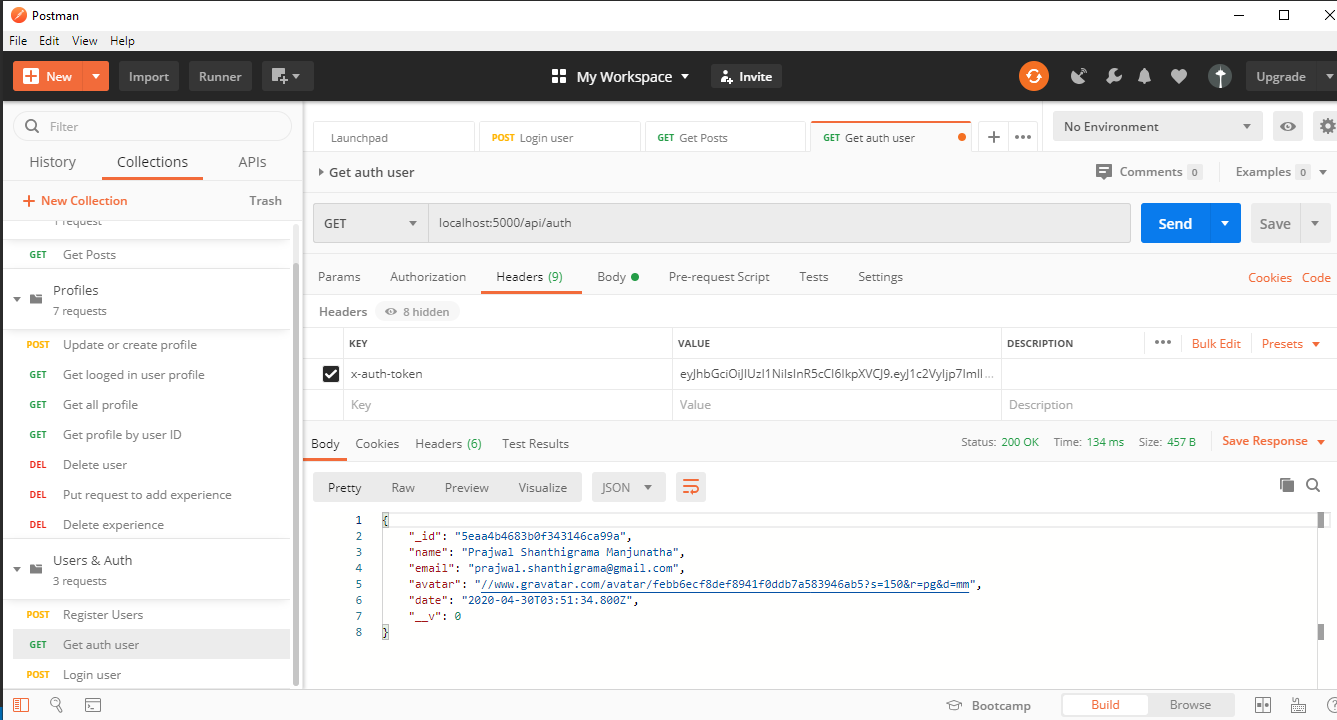 Postman
File Edit View Help
New Import Runner My Workspace Invite Upgrade
Filter
History Collections APIs
New Collection Trash
1 request
GET Get Posts
Profiles
7 requests
POST Update or create profile
GET Get looged in user profile
GET Get all profile
GET Get profile by user ID
DEL Delete user
DEL Put request to add experience
DEL Delete experience
Users & Auth
3 requests
POST Register Users
GET Get auth user
POST Login user
Launchpad POST Login user GET Get Posts GET Get auth user No Environment
Get auth user Comments 0 Examples 0
GET localhost:5000/api/auth Send Save
Params Authorization Headers (9) Body Pre-request Script Tests Settings Cookies Code
Headers 8 hidden
KEY VALUE DESCRIPTION Bulk Edit Presets
x-auth-token
Key Value Description
Body Cookies Headers (6) Test Results Status: 200 OK Time: 134 ms Size: 457 B Save Response
Pretty Raw Preview Visualize JSON
1 {
2 "_id": "5eaa4b4683b0f343146ca99a",
3 "name": "Prajwal Shanthigrama Manjunatha",
4 "email": "prajwal.shanthigrama@gmail.com",
5 "avatar": "//www.gravatar.com/avatar/febb6ecf8def8941f0ddb7a583946ab5?s=150&r=pg&d=mm",
6 "date": "2020-04-30T03:51:34.800Z",
7 "__v": 0
8 }
Bootcamp Build Browse